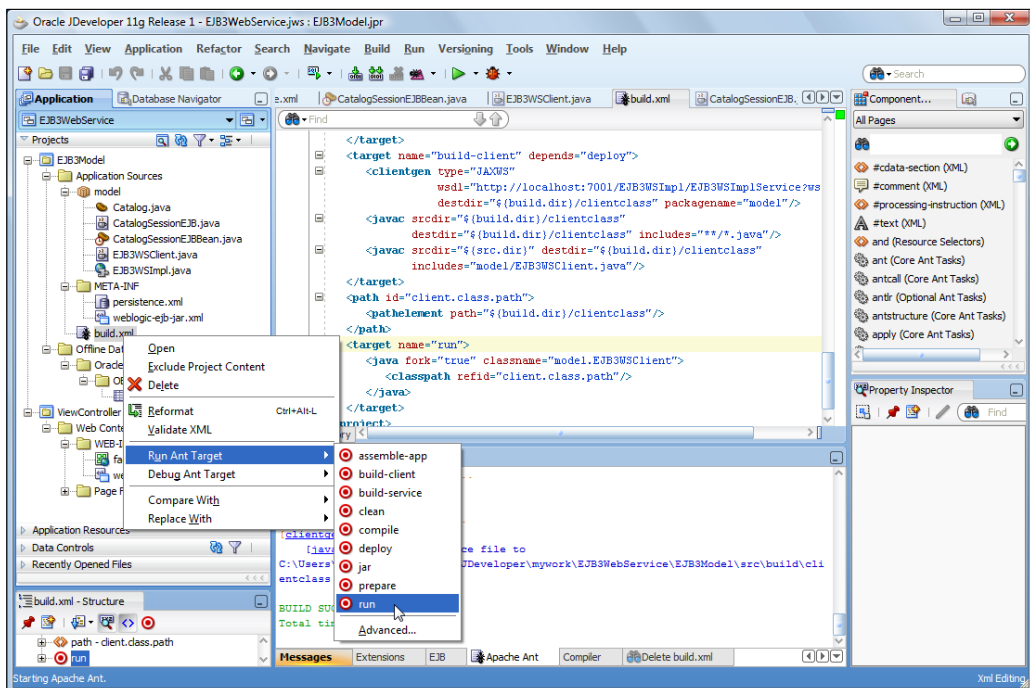 Oracle JDeveloper 11g Release 1 - EJB3WebService.jws : EJB3Model.jpr
File Edit View Application Refactor Search Navigate Build Run Versioning Tools Window Help
Search
Application Database Navigator
e.xml CatalogSessionEJBBean.java EJB3WSClient.java build.xml CatalogSessionEJB.
Component...
EJB3WebService
Find
All Pages
Projects
EJB3Model
Application Sources
model
Catalog.java
CatalogSessionEJB.java
CatalogSessionEJBBean.java
EJB3WSClient.java
EJB3WSImpl.java
META-INF
persistence.xml
weblogic-ejb-jar.xml
build.xml
Offline Dat
Oracle
OE
ViewController
Web Conte
WEB-I
fa
we
Page F
Application Resources
Data Controls
Recently Opened Files
build.xml - Structure
path - client.class.path
run
</target>
<target name="build-client" depends="deploy">
<clientgen type="JAXWS"
wsdl="http://localhost:7001/EJB3WSImpl/EJB3WSImplService?ws
destdir="${build.dir}/clientclass" packagename="model"/>
<javac srcdir="${build.dir}/clientclass"
destdir="${build.dir}/clientclass" includes="**/*.java"/>
<javac srcdir="${src.dir}" destdir="${build.dir}/clientclass"
includes="model/EJB3WSClient.java"/>
</target>
<path id="client.class.path">
<pathelement path="${build.dir}/clientclass"/>
</path>
<target name="run">
<java fork="true" classname="model.EJB3WSClient">
<classpath refid="client.class.path"/>
</java>
</target>
project>
Open
Exclude Project Content
Delete
Reformat Ctrl+Alt-L
Validate XML
Run Ant Target
Debug Ant Target
Compare With
Replace With
assemble-app
build-client
build-service
clean
compile
deploy
jar
prepare
run
Advanced...
[clientge
[java ce file to
C:\Users JDeveloper\mywork\EJB3WebService\EJB3Model\src\build\cli
entclass
BUILD SU
Total tim
Messages Extensions EJB Apache Ant Compiler Delete build.xml
#cdata-section (XML)
#comment (XML)
#processing-instruction (XML)
#text (XML)
and (Resource Selectors)
ant (Core Ant Tasks)
antcall (Core Ant Tasks)
antlr (Optional Ant Tasks)
antstructure (Core Ant Tasks)
apply (Core Ant Tasks)
Property Inspector
Find
Starting Apache Ant.
Xml Editing